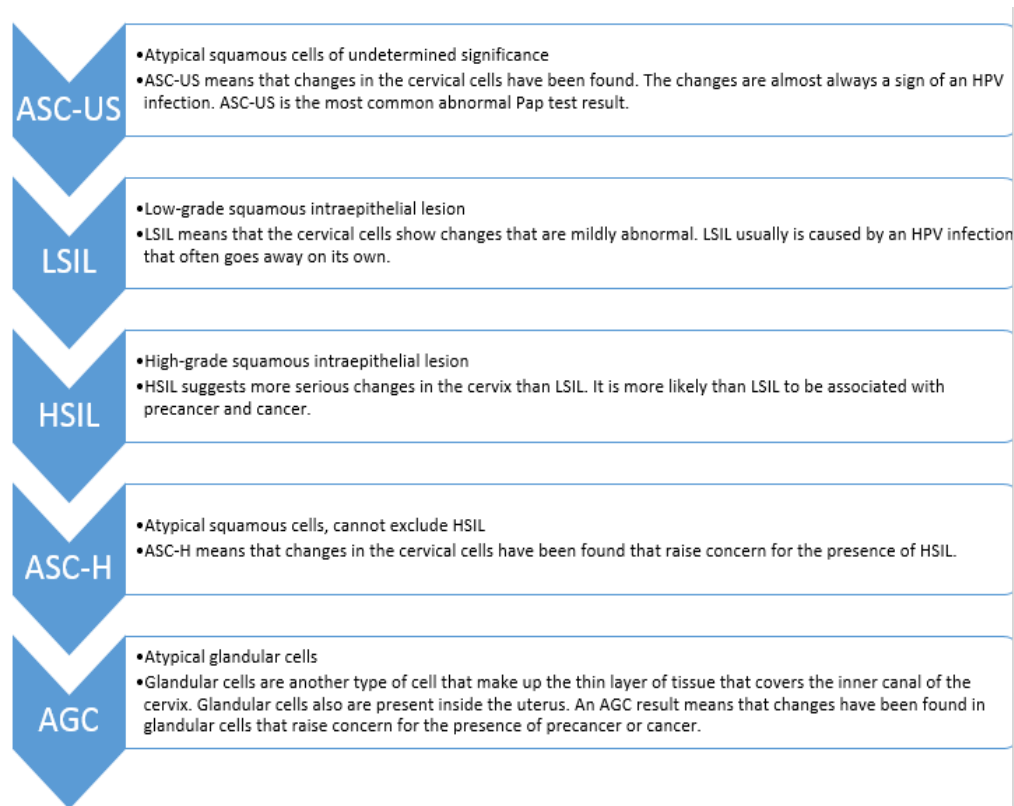 ASC-US
•Atypical squamous cells of undetermined significance
•ASC-US means that changes in the cervical cells have been found. The changes are almost always a sign of an HPV
infection. ASC-US is the most common abnormal Pap test result.
LSIL
•Low-grade squamous intraepithelial lesion
•LSIL means that the cervical cells show changes that are mildly abnormal. LSIL usually is caused by an HPV infection
that often goes away on its own.
HSIL
•High-grade squamous intraepithelial lesion
•HSIL suggests more serious changes in the cervix than LSIL. It is more likely than LSIL to be associated with
precancer and cancer.
ASC-H
•Atypical squamous cells, cannot exclude HSIL
•ASC-H means that changes in the cervical cells have been found that raise concern for the presence of HSIL.
AGC
•Atypical glandular cells
•Glandular cells are another type of cell that make up the thin layer of tissue that covers the inner canal of the
cervix. Glandular cells also are present inside the uterus. An AGC result means that changes have been found in
glandular cells that raise concern for the presence of precancer or cancer.